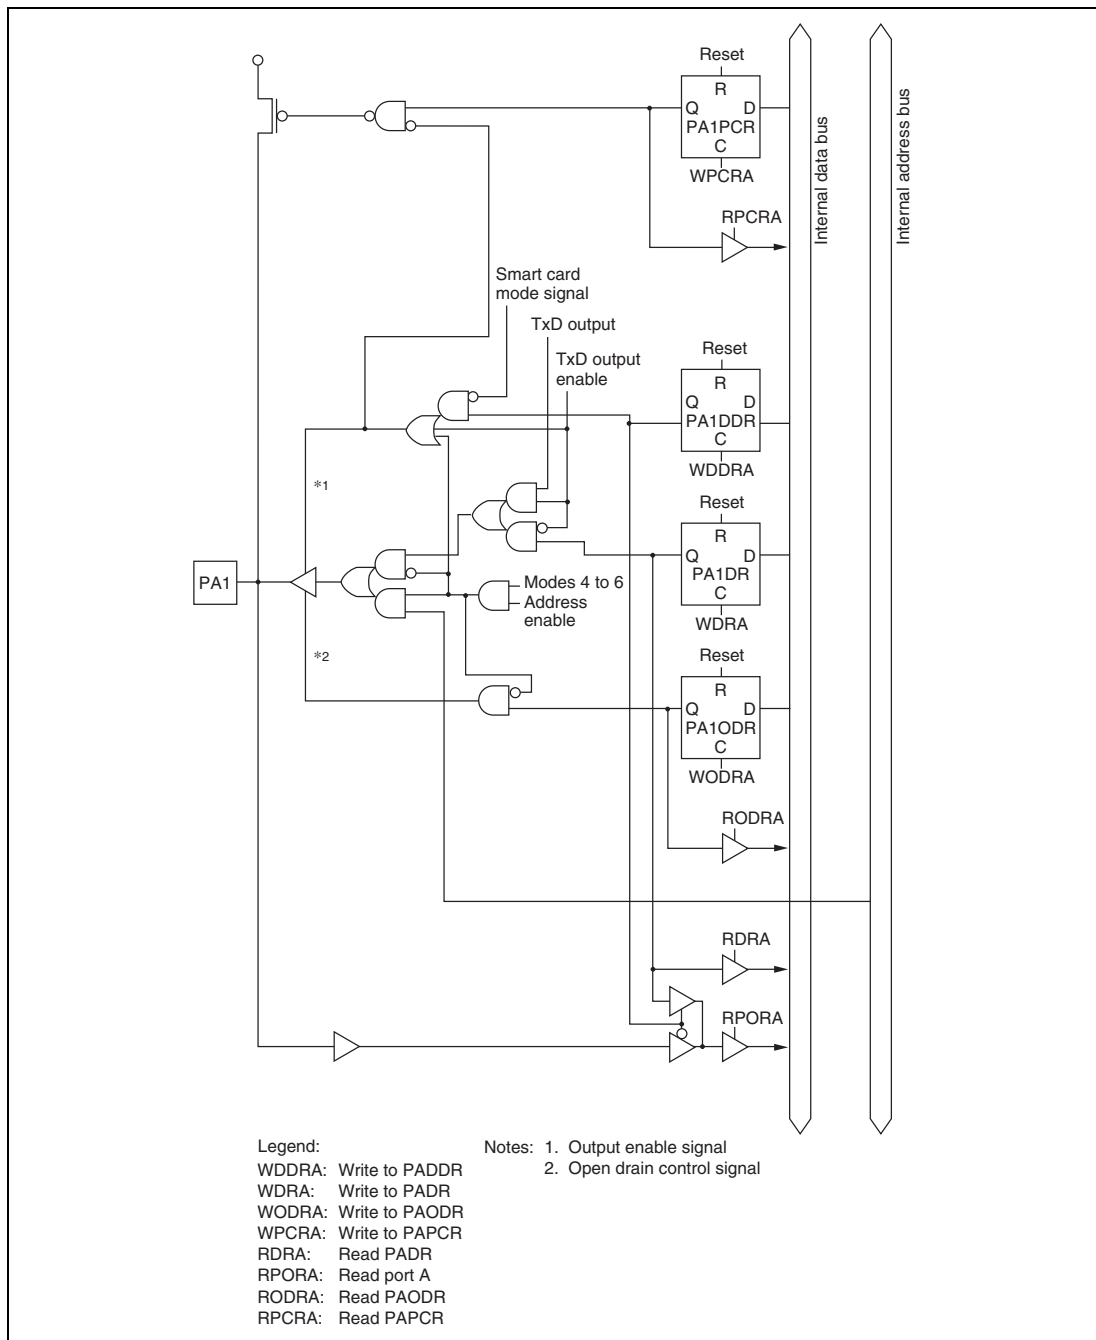 Reset
R
Q D
PA1PCR
C
WPCRA
RPCRA
Internal data bus
Internal address bus
Smart card
mode signal
TxD output
TxD output
enable
Reset
R
Q D
PA1DDR
C
WDDRA
*1
Reset
R
Q D
PA1DR
C
WDRA
PA1
Modes 4 to 6
Address
enable
*2
Reset
R
Q D
PA1ODR
C
WODRA
RODRA
RDRA
RPORA
Legend:
WDDRA: Write to PADDR
WDRA: Write to PADR
WODRA: Write to PAODR
WPCRA: Write to PAPCR
RDRA: Read PADR
RPORA: Read port A
RODRA: Read PAODR
RPCRA: Read PAPCR
Notes: 1. Output enable signal
2. Open drain control signal